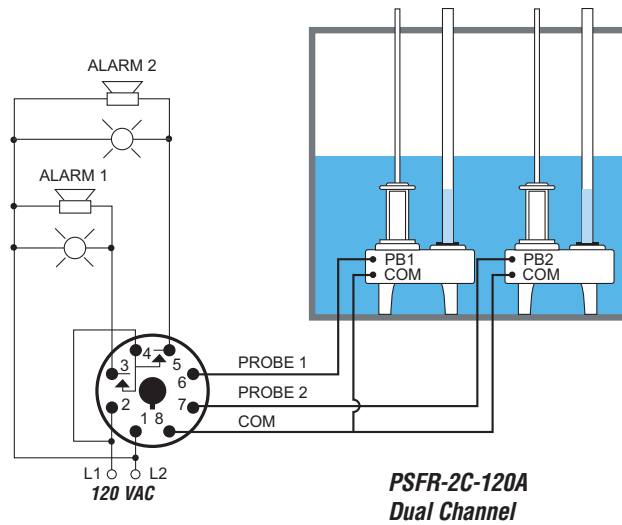 ALARM 2
ALARM 1
PB1
COM
PB2
COM
4
5
3
6
2
7
1 8
PROBE 1
PROBE 2
COM
L1 L2
120 VAC
PSFR-2C-120A
Dual Channel